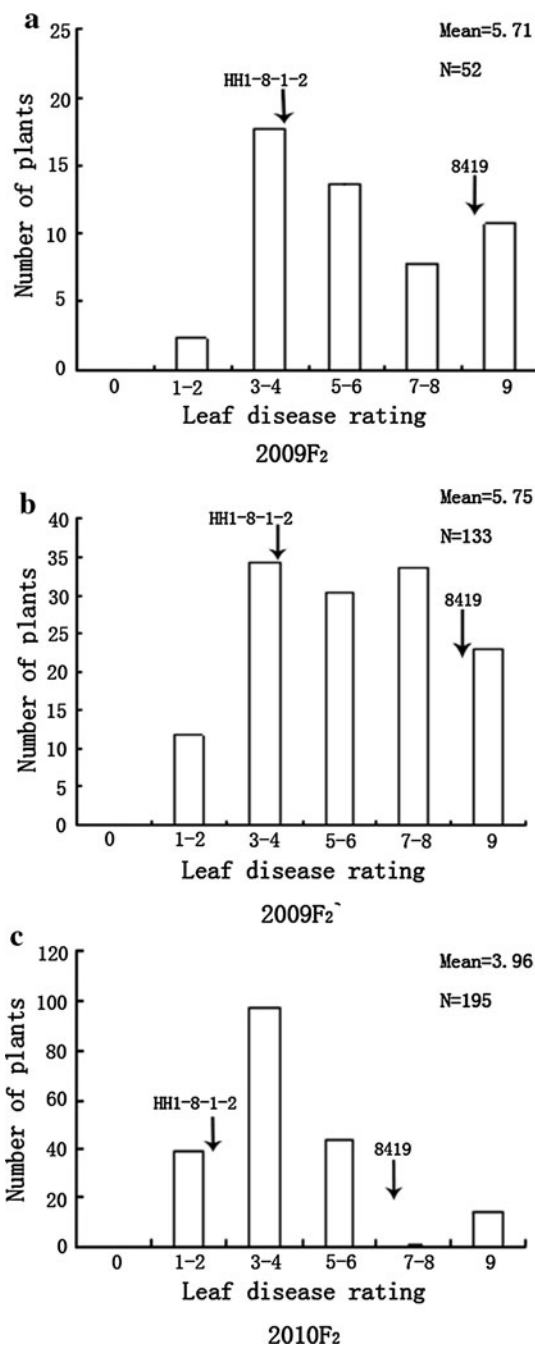 a
Mean=5.71
N=52
HH1-8-1-2
8419
Number of plants
25
20
15
10
5
0
0 1-2 3-4 5-6 7-8 9
Leaf disease rating
2009F2
b
Mean=5.75
N=133
HH1-8-1-2
8419
Number of plants
40
35
30
25
20
15
10
5
0
0 1-2 3-4 5-6 7-8 9
Leaf disease rating
2009F2`
c
Mean=3.96
N=195
HH1-8-1-2
8419
Number of plants
120
100
80
60
40
20
0
0 1-2 3-4 5-6 7-8 9
Leaf disease rating
2010F2